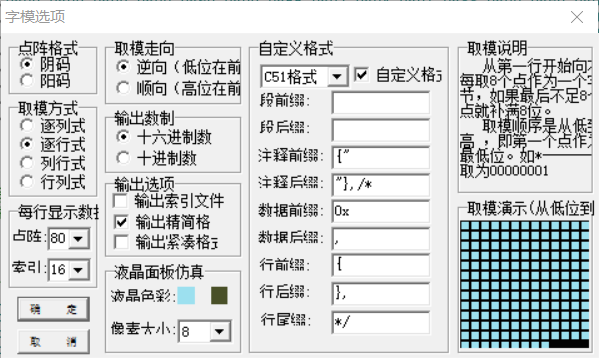 字模选项
点阵格式
阴码
阳码
取模方式
逐列式
逐行式
列行式
行列式
每行显示数据
点阵: 80
索引: 16
确 定
取 消
取模走向
逆向(低位在前
顺向(高位在前
输出数制
十六进制数
十进制数
输出选项
输出索引文件
输出精简格
输出紧凑格式
液晶面板仿真
液晶色彩:
像素大小: 8
自定义格式
C51格式 自定义格式
段前缀:
段后缀:
注释前缀: {"
注释后缀: "},/*
数据前缀: 0x
数据后缀: ,
行前缀: {
行后缀: },
行尾缀: */
取模说明
从第一行开始向
每取8个点作为一个
节，如果最后不足8
点就补满8位。
取模顺序是从低
高，即第一个点作
最低位。如*-------
取为00000001
取模演示(从低位到